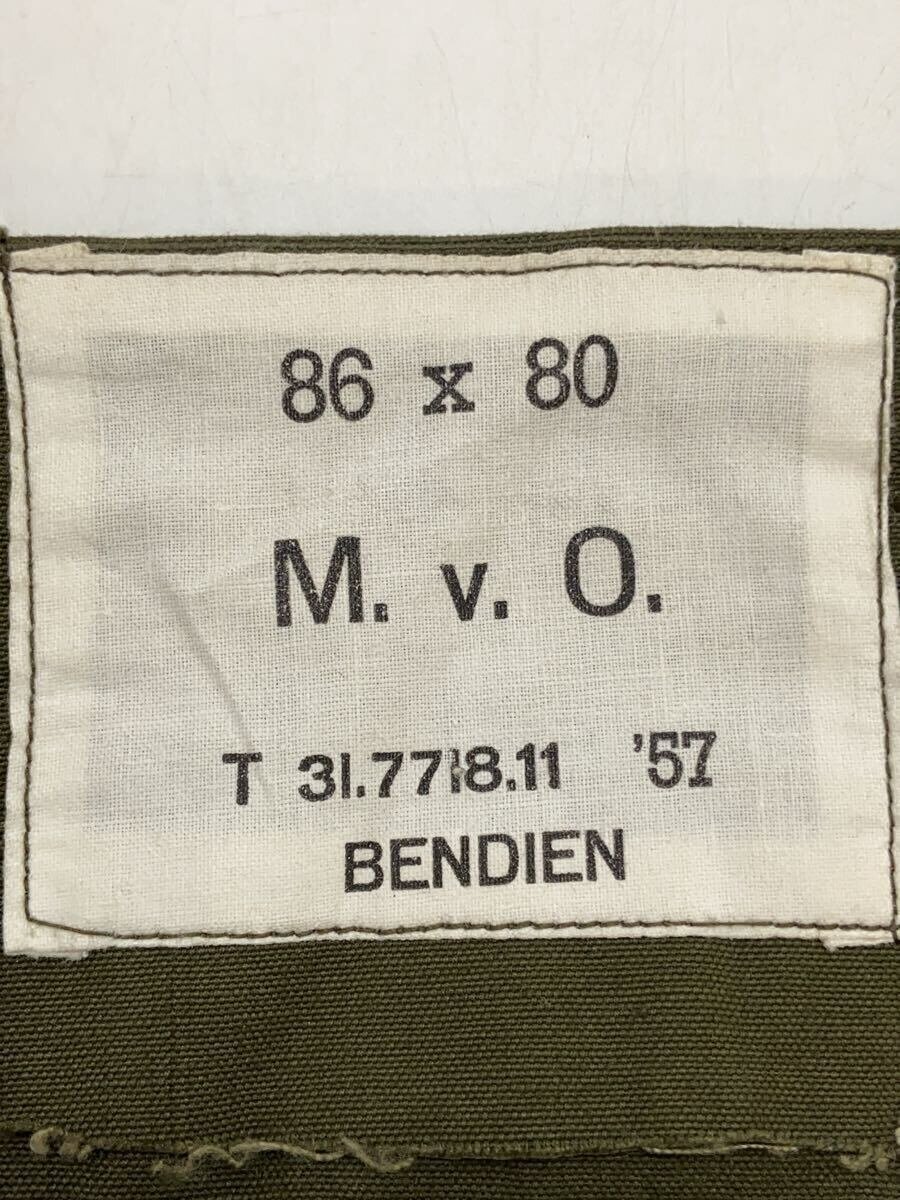 86 x 80
M. v. O.
T 31.7718.11 '57
BENDIEN